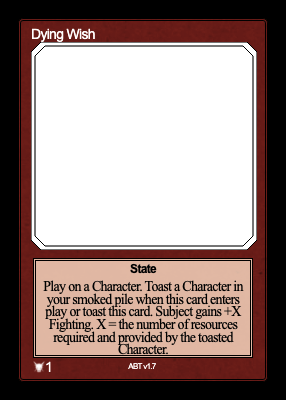 Dying Wish
State
Play on a Character. Toast a Character in
your smoked pile when this card enters
play or toast this card. Subject gains +X
Fighting. X = the number of resources
required and provided by the toasted
Character.
1
ABT v1.7